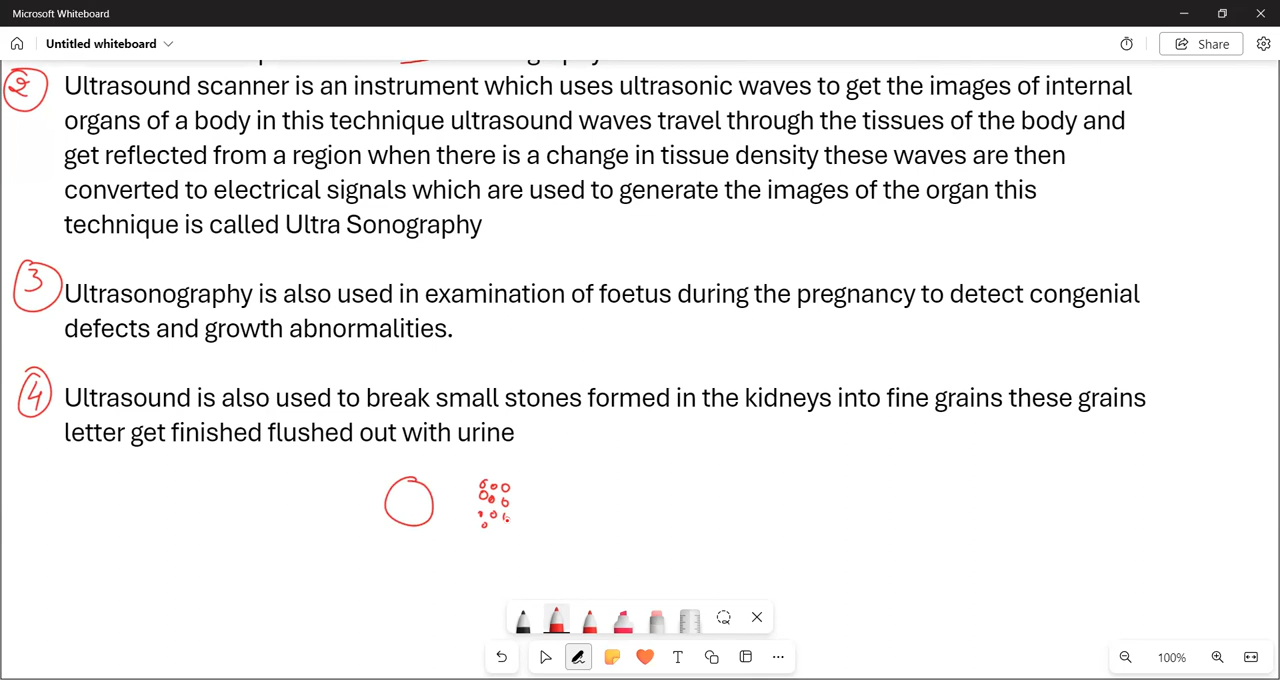 Microsoft Whiteboard
Untitled whiteboard
Share
2
Ultrasound scanner is an instrument which uses ultrasonic waves to get the images of internal
organs of a body in this technique ultrasound waves travel through the tissues of the body and
get reflected from a region when there is a change in tissue density these waves are then
converted to electrical signals which are used to generate the images of the organ this
technique is called Ultra Sonography
3
Ultrasonography is also used in examination of foetus during the pregnancy to detect congenial
defects and growth abnormalities.
4
Ultrasound is also used to break small stones formed in the kidneys into fine grains these grains
letter get finished flushed out with urine
100%